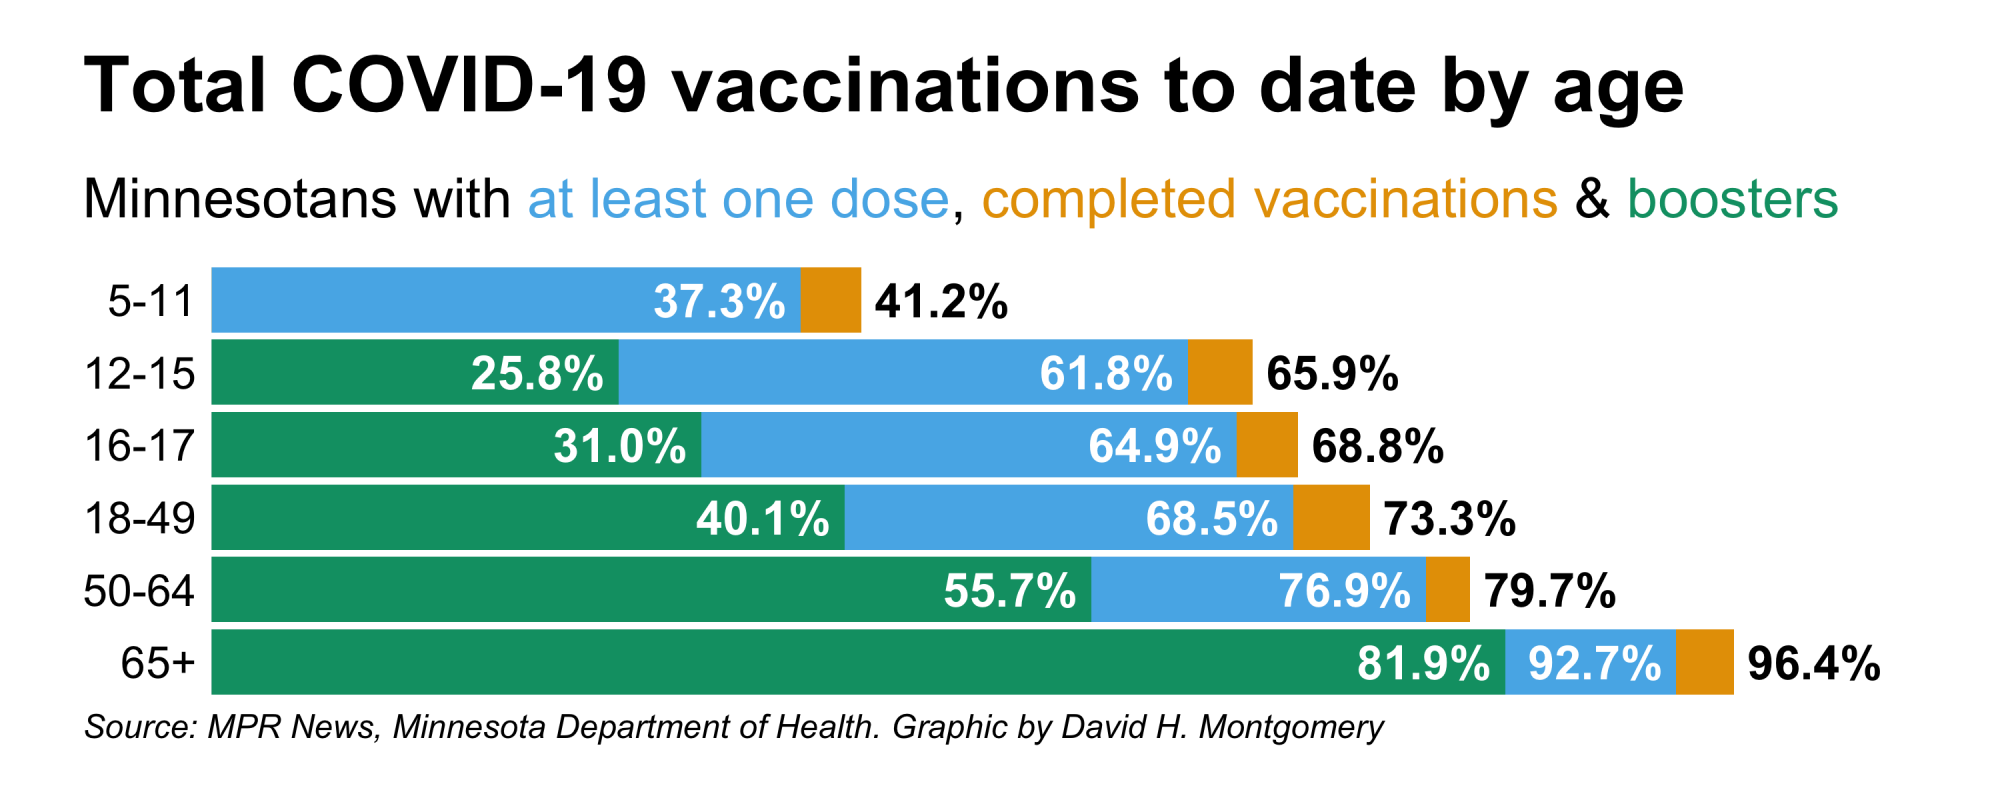 Total COVID-19 vaccinations to date by age
Minnesotans with at least one dose, completed vaccinations & boosters
5-11 37.3% 41.2%
12-15 25.8% 61.8% 65.9%
16-17 31.0% 64.9% 68.8%
18-49 40.1% 68.5% 73.3%
50-64 55.7% 76.9% 79.7%
65+ 81.9% 92.7% 96.4%
Source: MPR News, Minnesota Department of Health. Graphic by David H. Montgomery